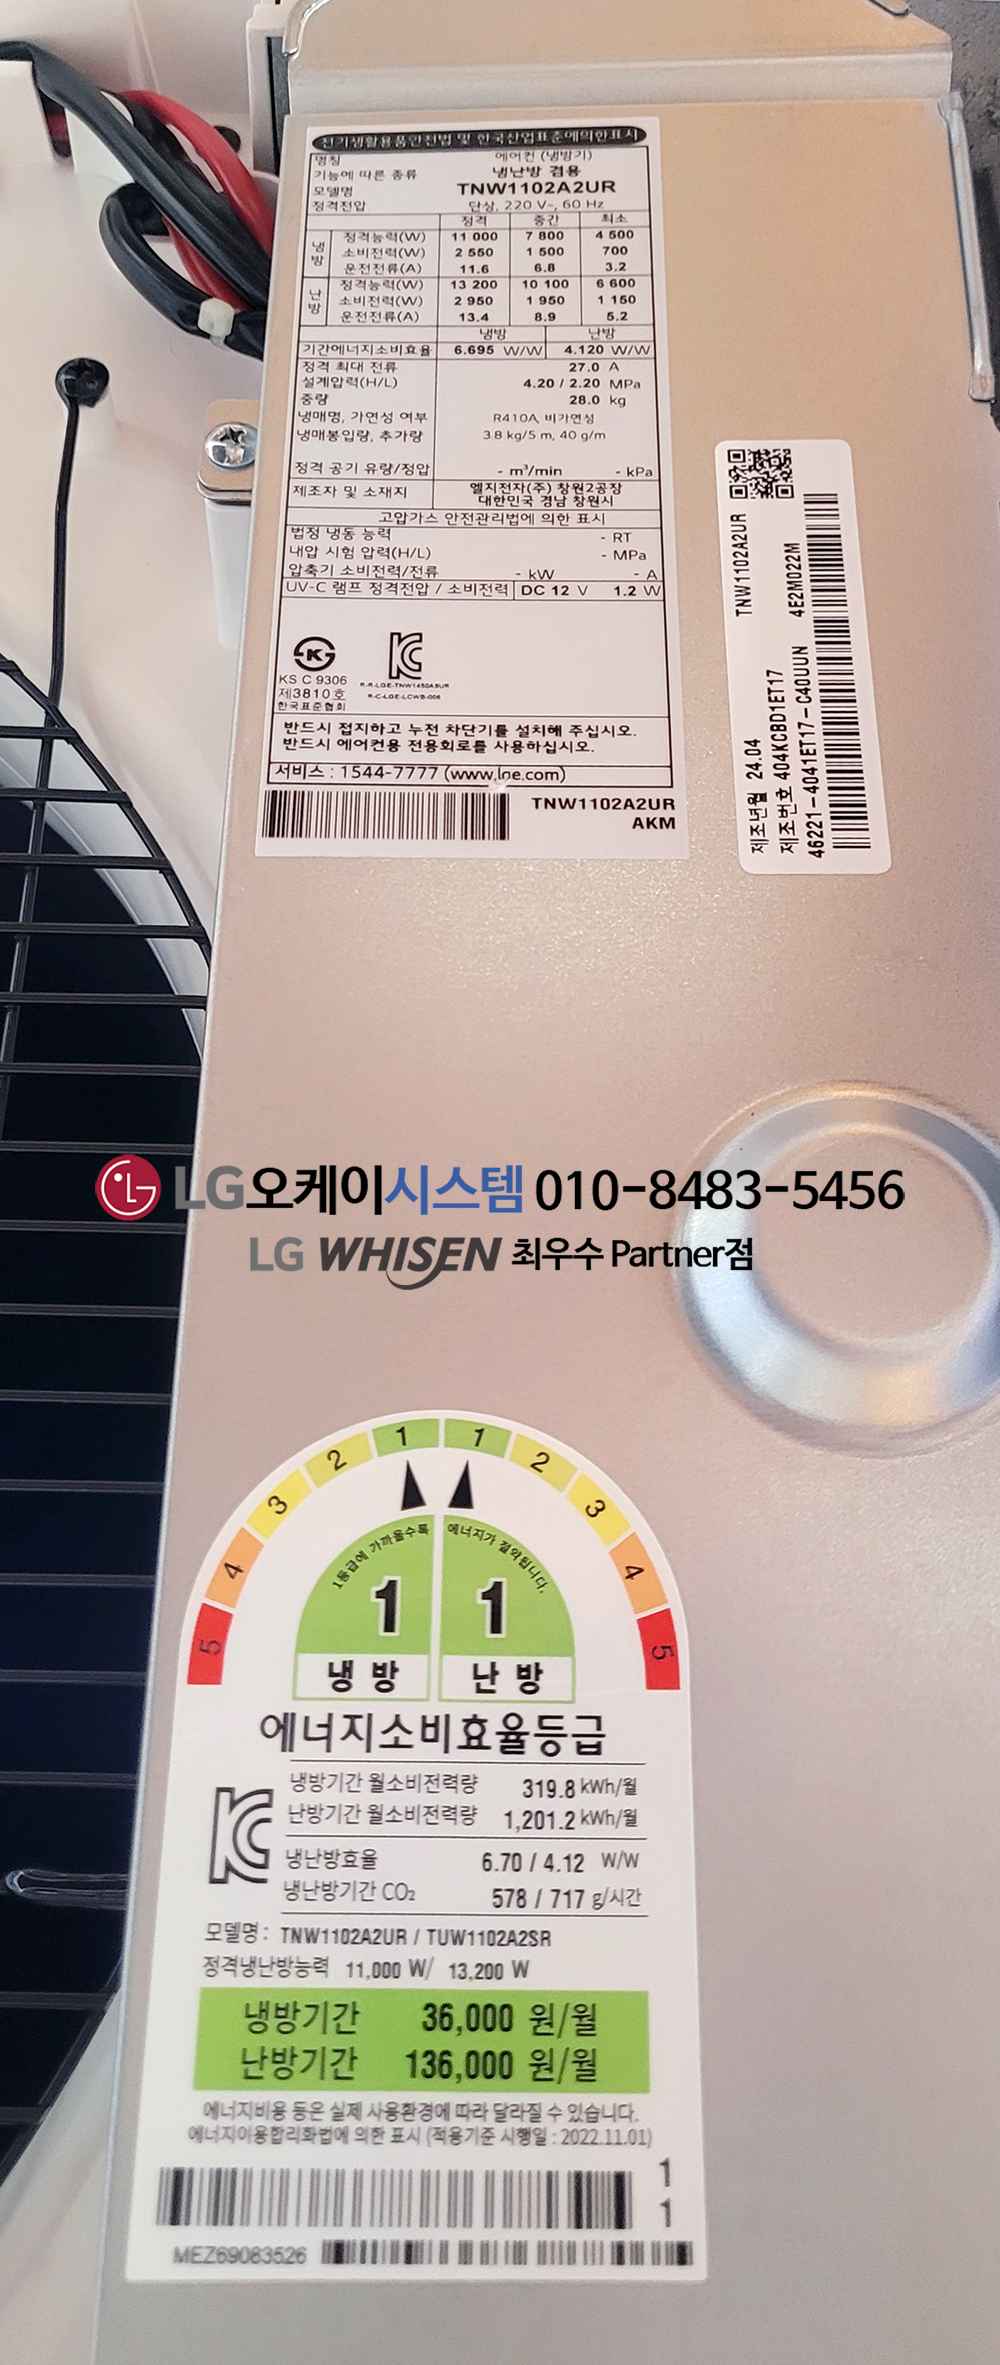 전기생활용품안전법 및 한국산업표준에의한표시
명칭 에어컨 (냉방기)
기능에 따른 종류 냉난방 겸용
모델명 TNW1102A2UR
정격전압 단상, 220 V~, 60 Hz
정격 중간 최소
냉방 정격능력(W) 11 000 7 800 4 500
소비전력(W) 2 550 1 500 700
운전전류(A) 11.6 6.8 3.2
난방 정격능력(W) 13 200 10 100 6 600
소비전력(W) 2 950 1 950 1 150
운전전류(A) 13.4 8.9 5.2
냉방 난방
기간에너지소비효율 6.695 W/W 4.120 W/W
정격 최대 전류 27.0 A
설계압력(H/L) 4.20 / 2.20 MPa
중량 28.0 kg
냉매명, 가연성 여부 R410A, 비가연성
냉매봉입량, 추가량 3.8 kg/5 m, 40 g/m
정격 공기 유량/정압 - m³/min - kPa
제조자 및 소재지 엘지전자(주) 창원2공장
대한민국 경남 창원시
고압가스 안전관리법에 의한 표시
법정 냉동 능력 - RT
내압 시험 압력(H/L) - MPa
압축기 소비전력/전류 - kW - A
UV-C 램프 정격전압 / 소비전력 DC 12 V 1.2 W
KS C 9306
제3810호
한국표준협회
R-R-LGE-TNW1450A9UR
R-C-LGE-LCWB-006
반드시 접지하고 누전 차단기를 설치해 주십시오.
반드시 에어컨용 전용회로를 사용하십시오.
서비스 : 1544-7777 (www.lge.com)
TNW1102A2UR
AKM
TNW1102A2UR
제조년월 24.04
제조번호 404KCBD1ET17 4E2M022M
46221-4041ET17-C40UUN
LG오케이시스템 010-8483-5456
LG WHISEN 최우수 Partner점
5 4 3 2 1 1 2 3 4 5
1등급에 가까울수록 에너지가 절약됩니다.
1 1
냉방 난방
에너지소비효율등급
냉방기간 월소비전력량 319.8 kWh/월
난방기간 월소비전력량 1,201.2 kWh/월
냉난방효율 6.70 / 4.12 W/W
냉난방기간 CO₂ 578 / 717 g/시간
모델명 : TNW1102A2UR / TUW1102A2SR
정격냉난방능력 11,000 W/ 13,200 W
냉방기간 36,000 원/월
난방기간 136,000 원/월
에너지비용 등은 실제 사용환경에 따라 달라질 수 있습니다.
에너지이용합리화법에 의한 표시 (적용기준 시행일 : 2022.11.01)
1
1
MEZ69083526